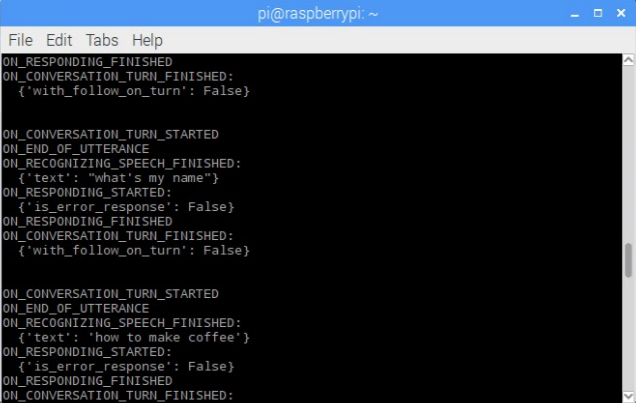 pi@raspberrypi: ~
File Edit Tabs Help
ON_RESPONDING_FINISHED
ON_CONVERSATION_TURN_FINISHED:
  {'with_follow_on_turn': False}
ON_CONVERSATION_TURN_STARTED
ON_END_OF_UTTERANCE
ON_RECOGNIZING_SPEECH_FINISHED:
  {'text': "what's my name"}
ON_RESPONDING_STARTED:
  {'is_error_response': False}
ON_RESPONDING_FINISHED
ON_CONVERSATION_TURN_FINISHED:
  {'with_follow_on_turn': False}
ON_CONVERSATION_TURN_STARTED
ON_END_OF_UTTERANCE
ON_RECOGNIZING_SPEECH_FINISHED:
  {'text': 'how to make coffee'}
ON_RESPONDING_STARTED:
  {'is_error_response': False}
ON_RESPONDING_FINISHED
ON_CONVERSATION_TURN_FINISHED: